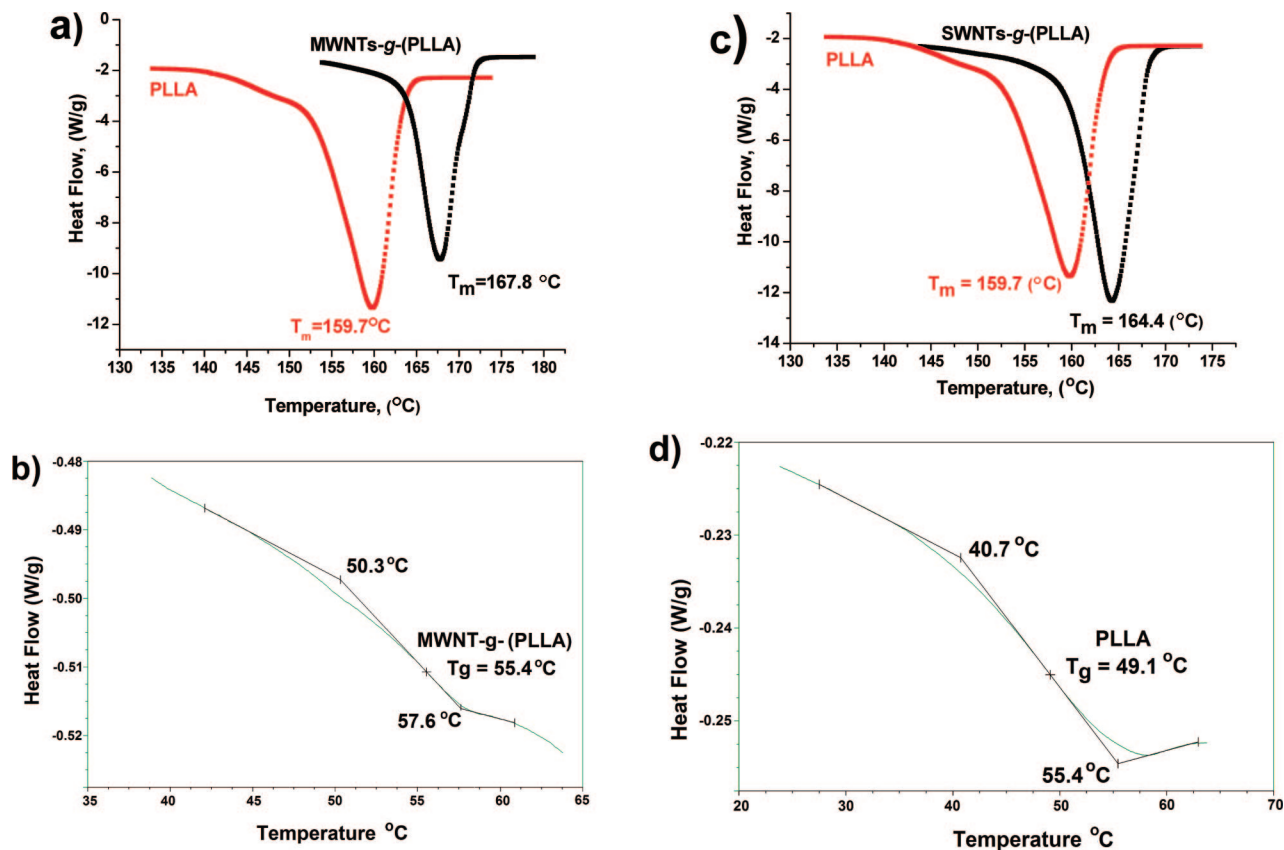 a)
0
-2
-4
-6
-8
-10
-12
Heat Flow, (W/g)
MWNTs-g-(PLLA)
PLLA
Tm=167.8 °C
Tm=159.7°C
130 135 140 145 150 155 160 165 170 175 180
Temperature, (°C)
c)
-2
-4
-6
-8
-10
-12
-14
Heat Flow, (W/g)
SWNTs-g-(PLLA)
PLLA
Tm = 159.7 (°C)
Tm = 164.4 (°C)
130 135 140 145 150 155 160 165 170 175
Temperature, (°C)
b)
-0.48
-0.49
-0.50
-0.51
-0.52
Heat Flow (W/g)
50.3 °C
MWNT-g-(PLLA)
Tg = 55.4 °C
57.6 °C
35 40 45 50 55 60 65
Temperature °C
d)
-0.22
-0.23
-0.24
-0.25
Heat Flow (W/g)
40.7 °C
PLLA
Tg = 49.1 °C
55.4 °C
20 30 40 50 60 70
Temperature °C